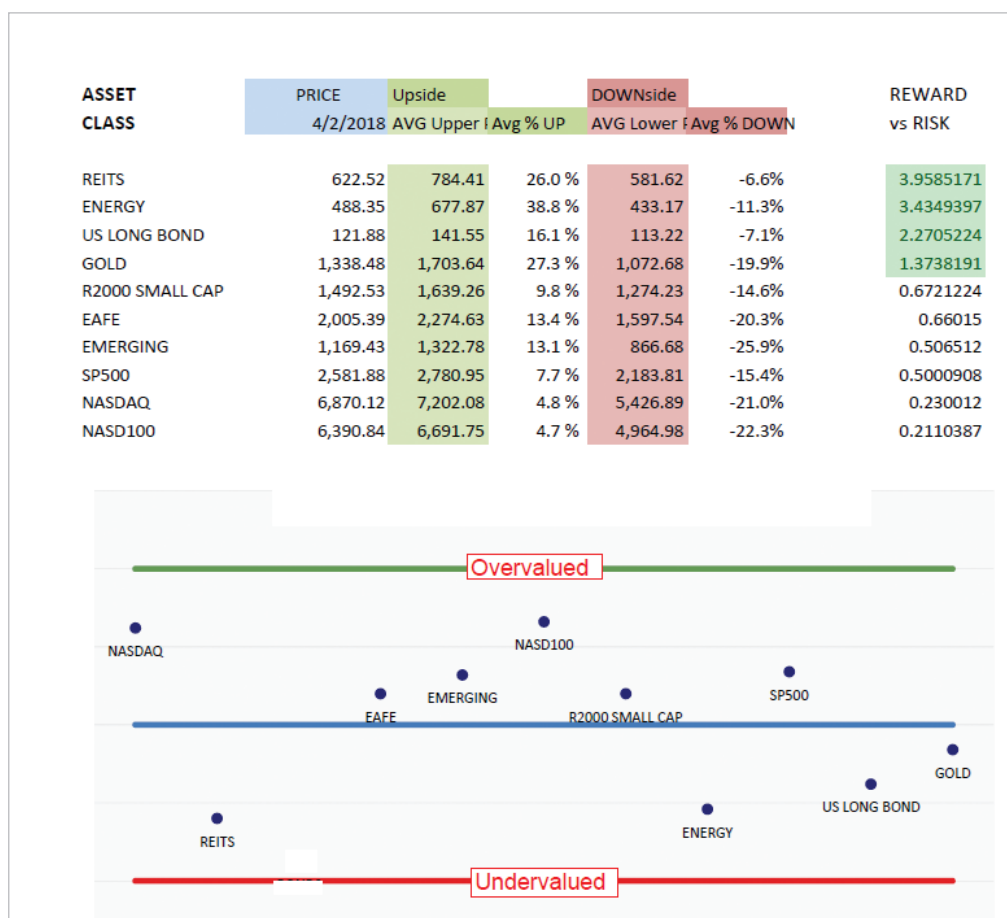 ASSET PRICE Upside DOWNside REWARD
CLASS 4/2/2018 AVG Upper Avg % UP AVG Lower Avg % DOWN vs RISK
REITS 622.52 784.41 26.0 % 581.62 -6.6% 3.9585171
ENERGY 488.35 677.87 38.8 % 433.17 -11.3% 3.4349397
US LONG BOND 121.88 141.55 16.1 % 113.22 -7.1% 2.2705224
GOLD 1,338.48 1,703.64 27.3 % 1,072.68 -19.9% 1.3738191
R2000 SMALL CAP 1,492.53 1,639.26 9.8 % 1,274.23 -14.6% 0.6721224
EAFE 2,005.39 2,274.63 13.4 % 1,597.54 -20.3% 0.66015
EMERGING 1,169.43 1,322.78 13.1 % 866.68 -25.9% 0.506512
SP500 2,581.88 2,780.95 7.7 % 2,183.81 -15.4% 0.5000908
NASDAQ 6,870.12 7,202.08 4.8 % 5,426.89 -21.0% 0.230012
NASD100 6,390.84 6,691.75 4.7 % 4,964.98 -22.3% 0.2110387
Overvalued
NASDAQ
NASD100
EMERGING
SP500
EAFE
R2000 SMALL CAP
GOLD
US LONG BOND
ENERGY
REITS
Undervalued